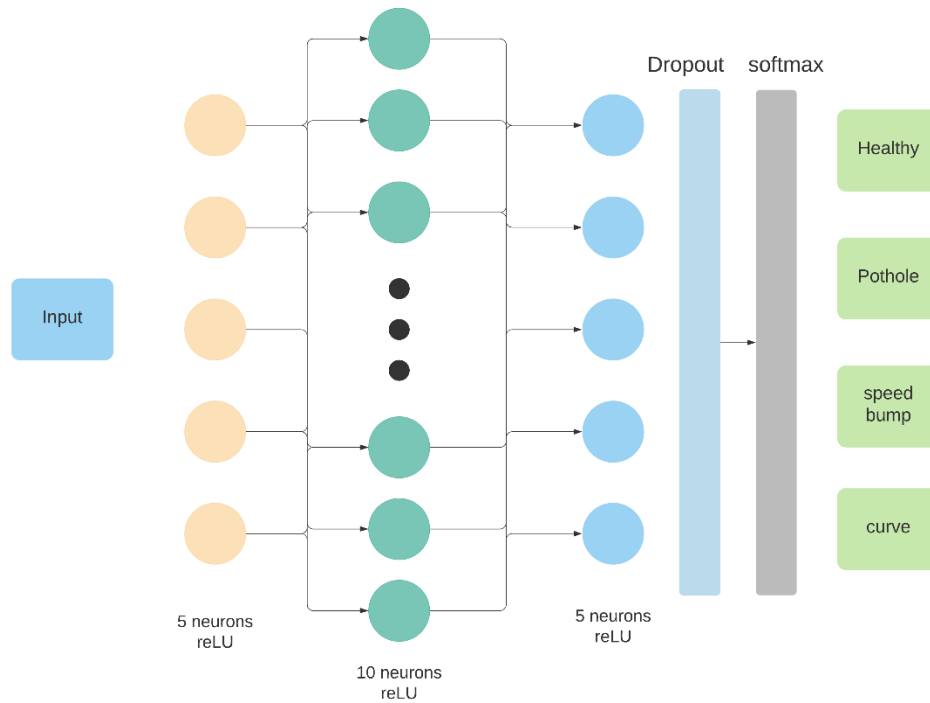 Dropout
softmax
Healthy
Input
Pothole
speed
bump
curve
5 neurons
reLU
10 neurons
reLU
5 neurons
reLU